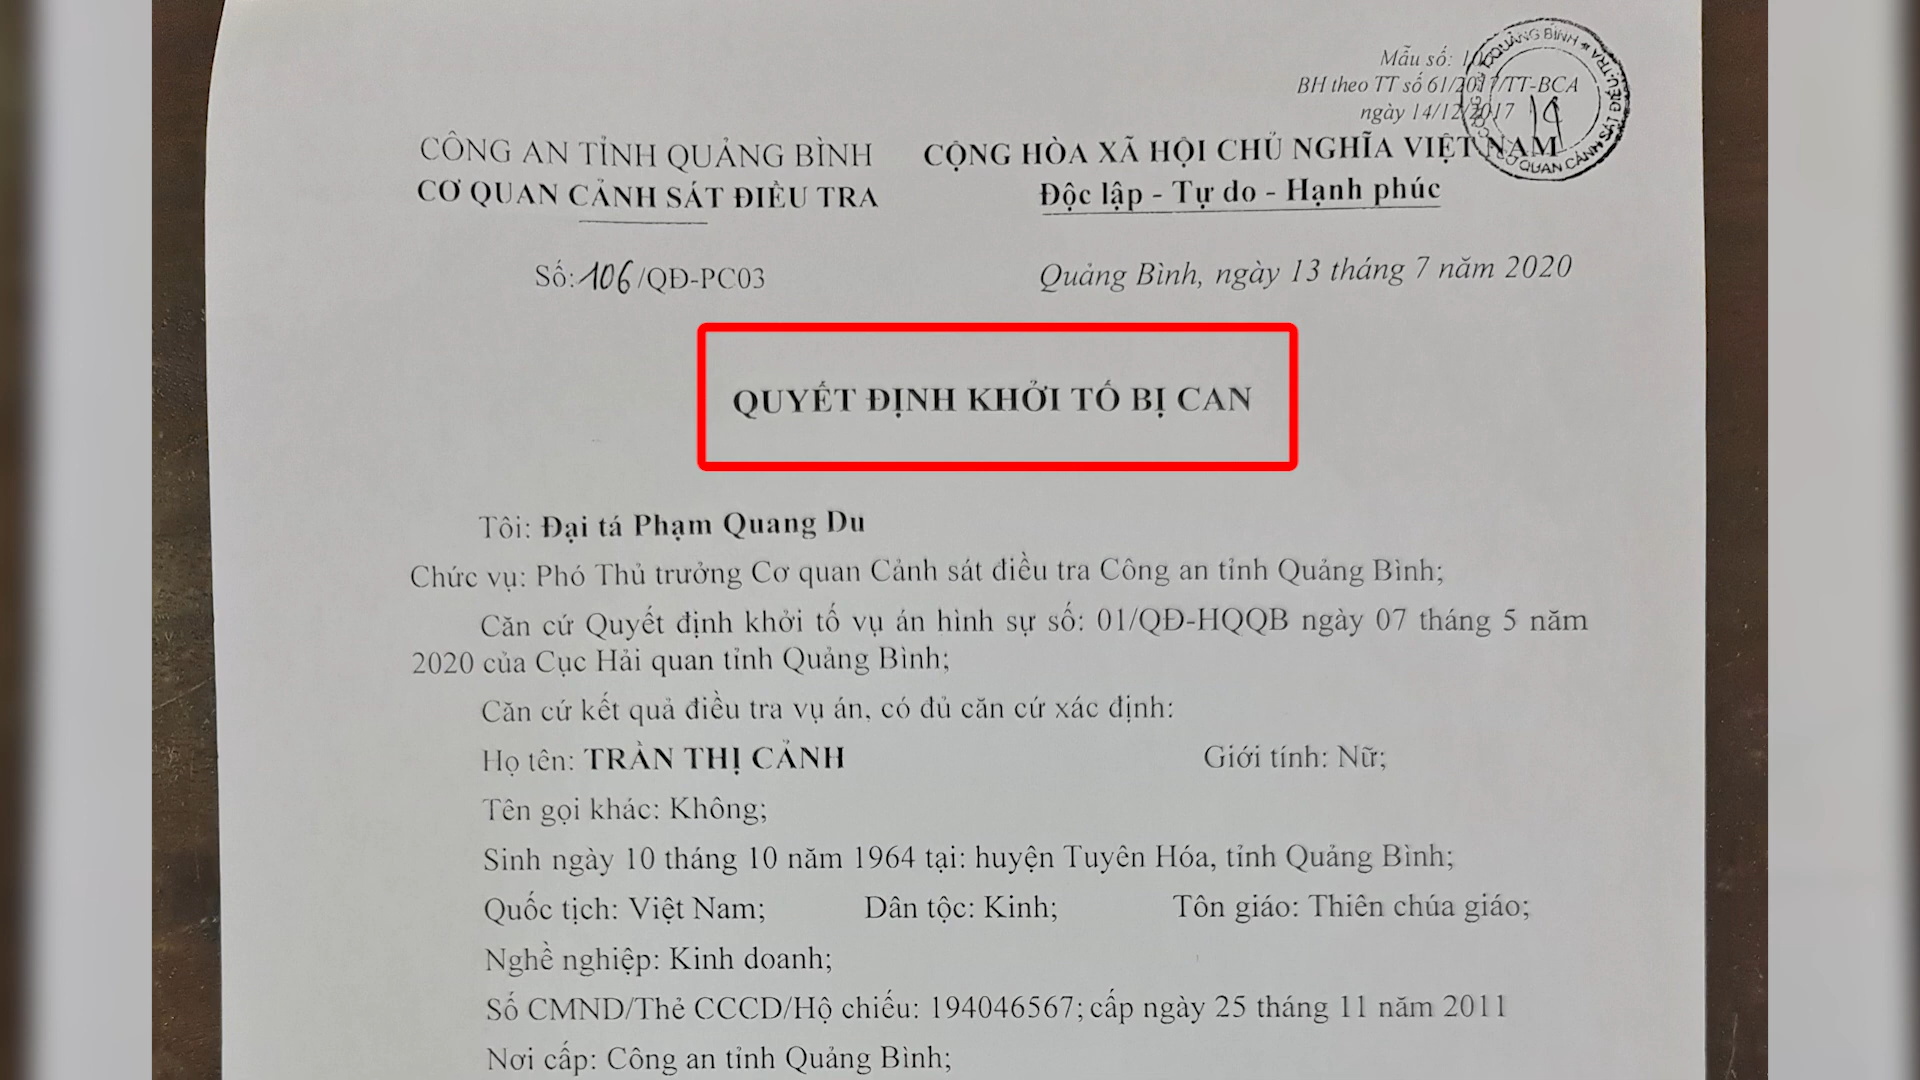 Mẫu số:
BH theo TT số 61/2017/TT-BCA
ngày 14/12/2017
CÔNG AN TỈNH QUẢNG BÌNH
CƠ QUAN CẢNH SÁT ĐIỀU TRA
CỘNG HÒA XÃ HỘI CHỦ NGHĨA VIỆT NAM
Độc lập - Tự do - Hạnh phúc
QUẢNG BÌNH
CƠ QUAN CẢNH SÁT ĐIỀU TRA
Số: 106/QĐ-PC03
Quảng Bình, ngày 13 tháng 7 năm 2020
QUYẾT ĐỊNH KHỞI TỐ BỊ CAN
Tôi: Đại tá Phạm Quang Du
Chức vụ: Phó Thủ trưởng Cơ quan Cảnh sát điều tra Công an tỉnh Quảng Bình;
Căn cứ Quyết định khởi tố vụ án hình sự số: 01/QĐ-HQQB ngày 07 tháng 5 năm
2020 của Cục Hải quan tỉnh Quảng Bình;
Căn cứ kết quả điều tra vụ án, có đủ căn cứ xác định:
Họ tên: TRẦN THỊ CẢNH Giới tính: Nữ;
Tên gọi khác: Không;
Sinh ngày 10 tháng 10 năm 1964 tại: huyện Tuyên Hóa, tỉnh Quảng Bình;
Quốc tịch: Việt Nam; Dân tộc: Kinh; Tôn giáo: Thiên chúa giáo;
Nghề nghiệp: Kinh doanh;
Số CMND/Thẻ CCCD/Hộ chiếu: 194046567; cấp ngày 25 tháng 11 năm 2011
Nơi cấp: Công an tỉnh Quảng Bình;